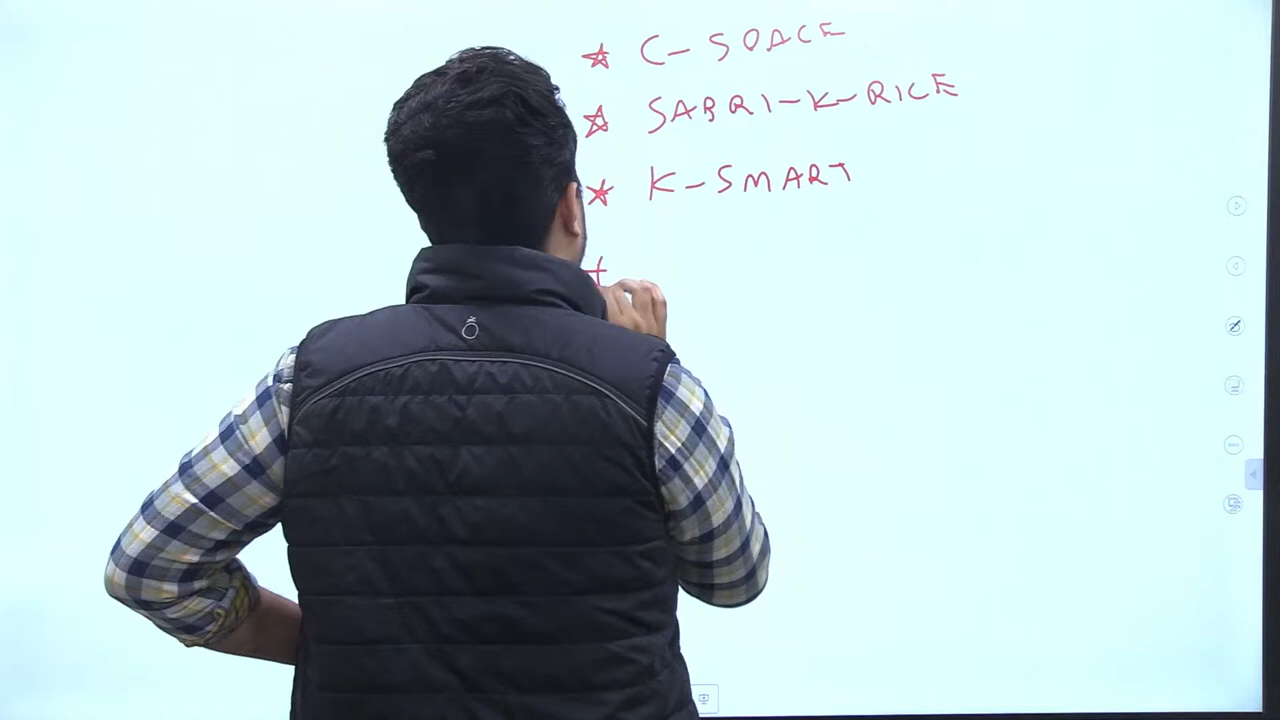 ★ C-SPACE
★ SABRI-K-RICE
★ K-SMART